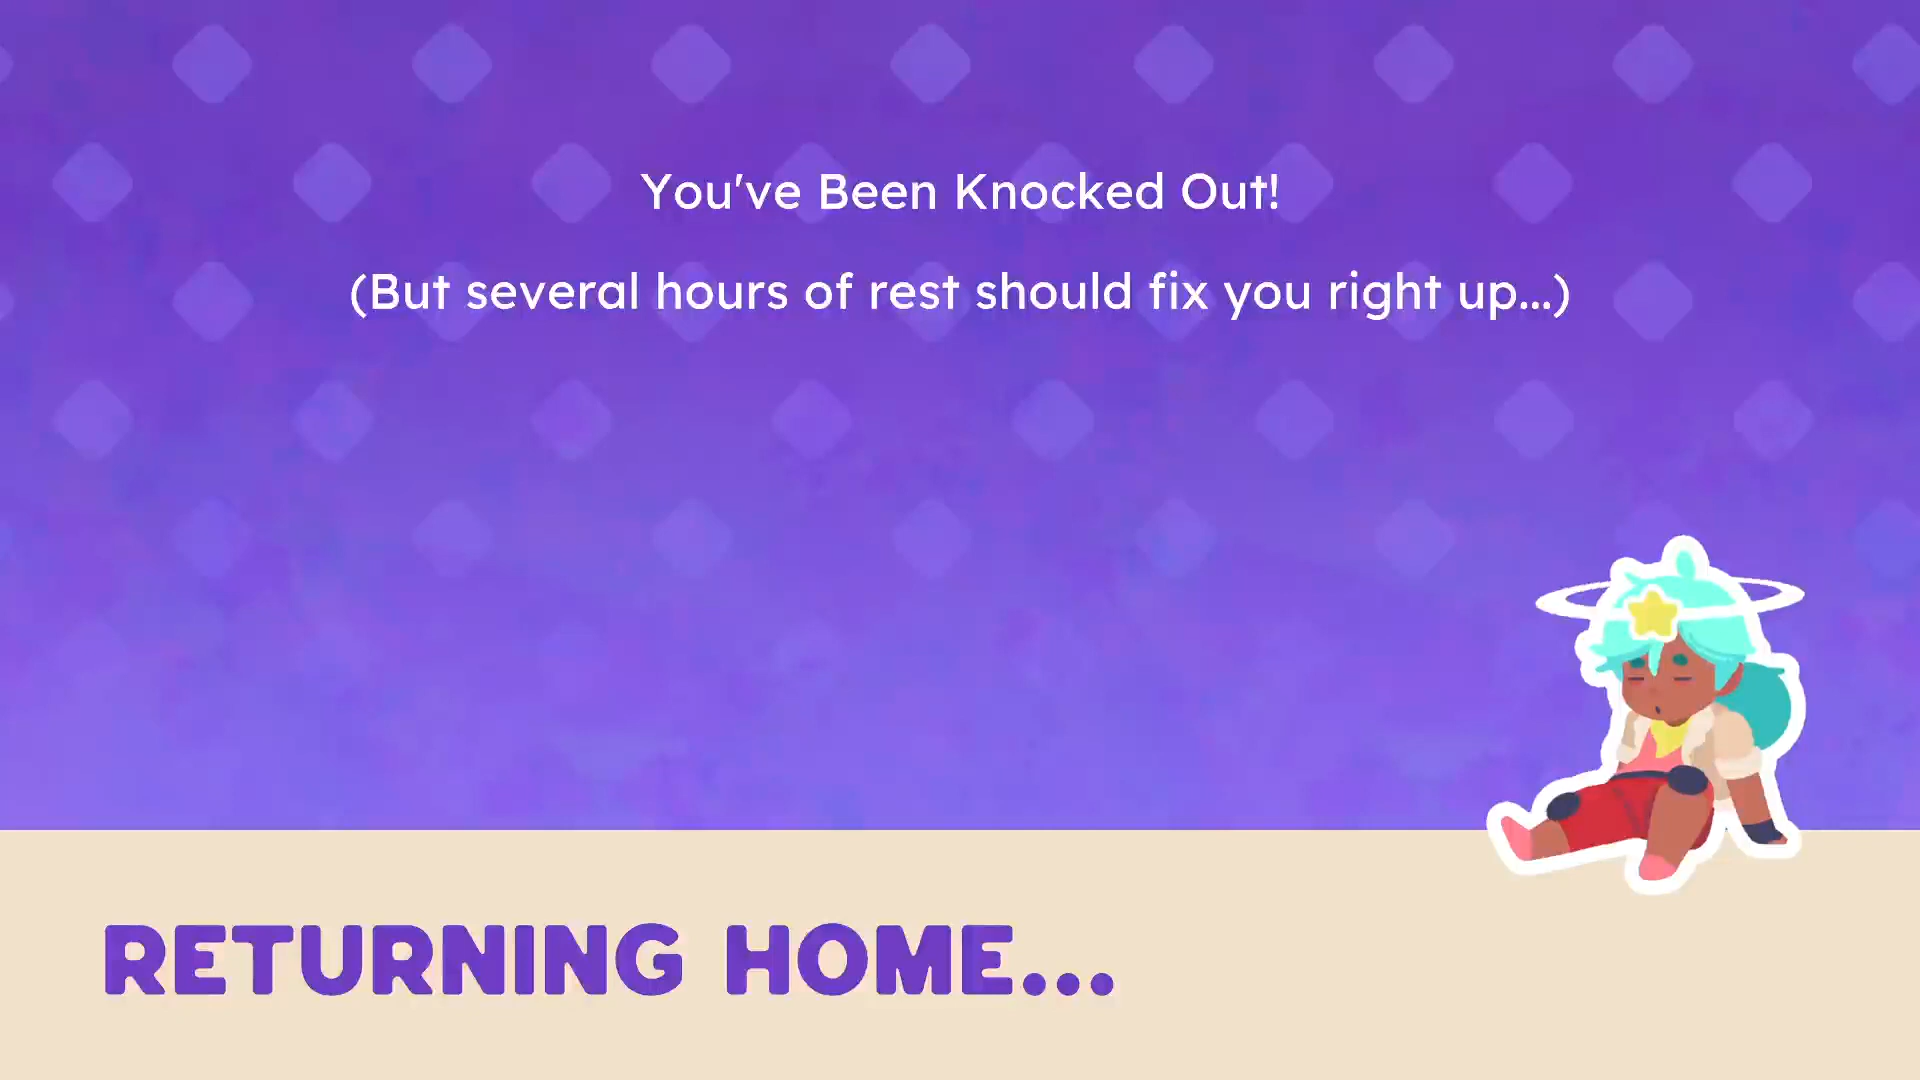 You've Been Knocked Out!
(But several hours of rest should fix you right up...)
RETURNING HOME...